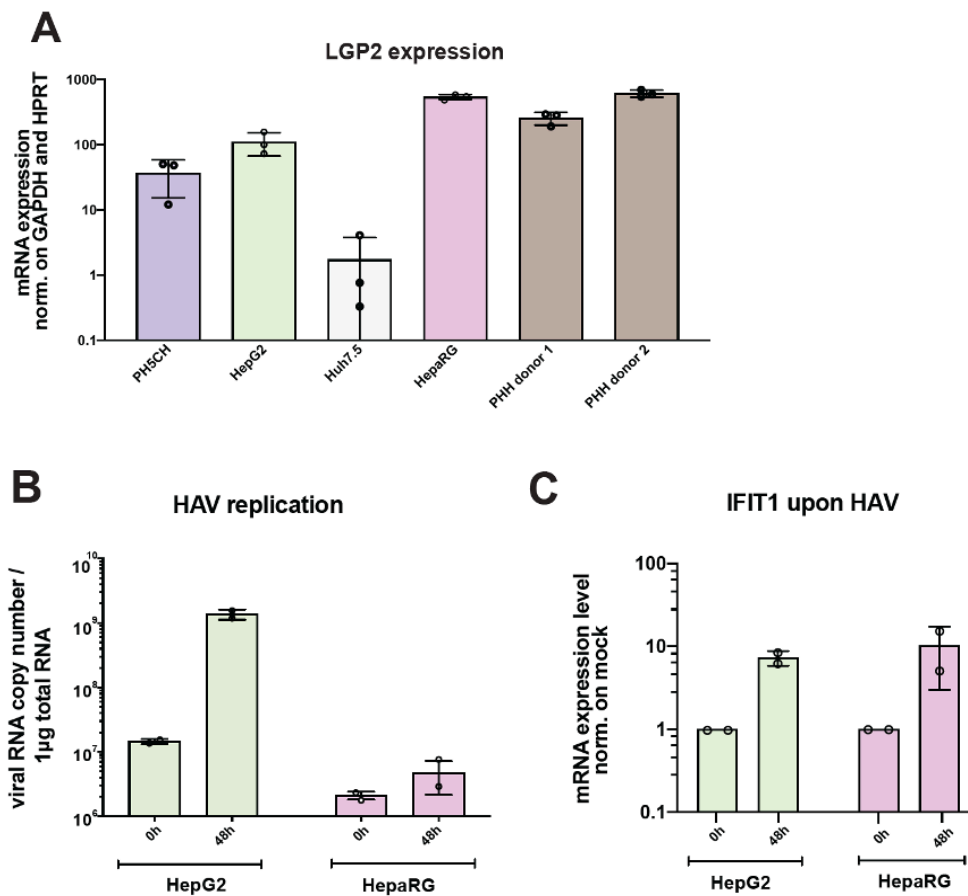 A
LGP2 expression
mRNA expression
norm. on GAPDH and HPRT
1000
100
10
1
0.1
PH5CH
HepG2
Huh7.5
HepaRG
PHH donor 1
PHH donor 2
B
HAV replication
viral RNA copy number /
1µg total RNA
10^10
10^9
10^8
10^7
10^6
0h
48h
0h
48h
HepG2
HepaRG
C
IFIT1 upon HAV
mRNA expression level
norm. on mock
100
10
1
0.1
0h
48h
0h
48h
HepG2
HepaRG